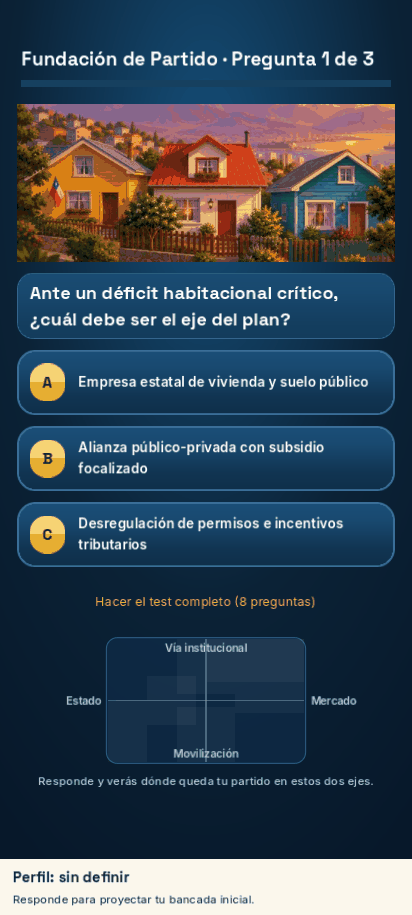 Fundación de Partido · Pregunta 1 de 3
Ante un déficit habitacional crítico,
¿cuál debe ser el eje del plan?
A
Empresa estatal de vivienda y suelo público
B
Alianza público-privada con subsidio
focalizado
C
Desregulación de permisos e incentivos
tributarios
Hacer el test completo (8 preguntas)
Vía institucional
Estado
Mercado
Movilización
Responde y verás dónde queda tu partido en estos dos ejes.
Perfil: sin definir
Responde para proyectar tu bancada inicial.